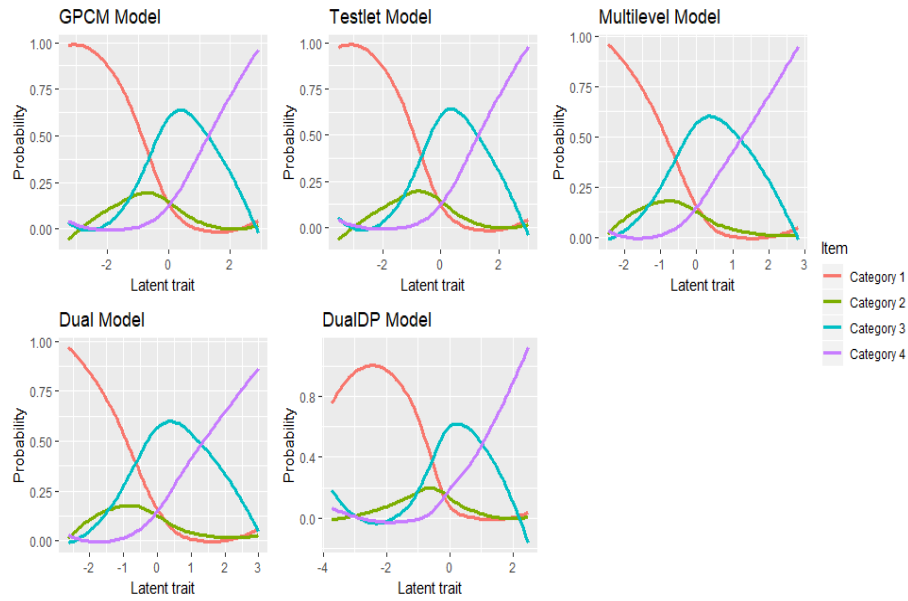 GPCM Model
Testlet Model
Multilevel Model
1.00
0.75
0.50
0.25
0.00
Probability
-2
0
2
Latent trait
1.00
0.75
0.50
0.25
0.00
Probability
-2
0
2
Latent trait
1.00
0.75
0.50
0.25
0.00
Probability
-2
-1
0
1
2
3
Latent trait
Item
Category 1
Category 2
Category 3
Category 4
Dual Model
DualDP Model
1.00
0.75
0.50
0.25
0.00
Probability
-2
-1
0
1
2
3
Latent trait
0.8
0.4
0.0
Probability
-4
-2
0
2
Latent trait